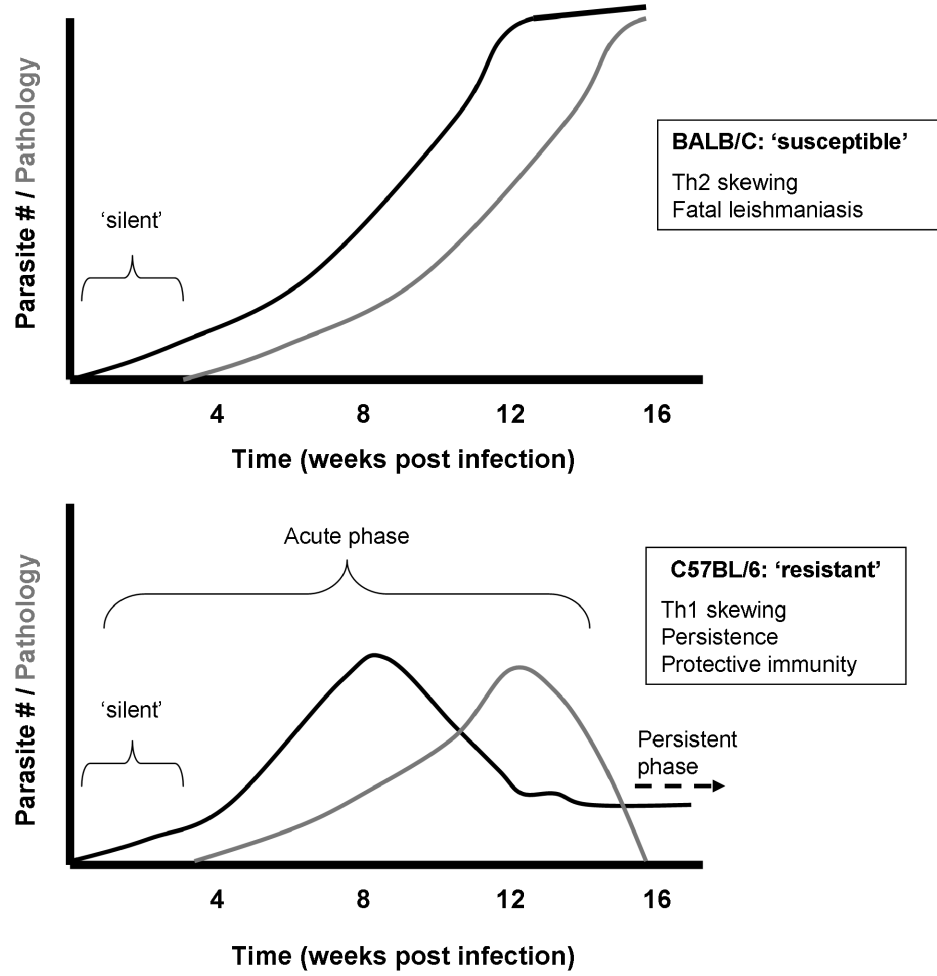 Parasite # / Pathology
‘silent’
BALB/C: ‘susceptible’
Th2 skewing
Fatal leishmaniasis
4 8 12 16
Time (weeks post infection)
Parasite # / Pathology
Acute phase
‘silent’
C57BL/6: ‘resistant’
Th1 skewing
Persistence
Protective immunity
Persistent
phase
4 8 12 16
Time (weeks post infection)